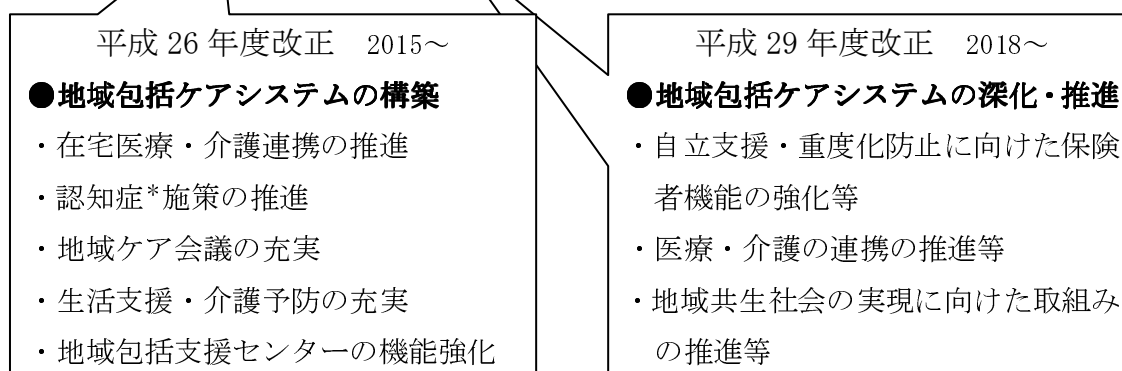 平成 26 年度改正　2015～
●地域包括ケアシステムの構築
・在宅医療・介護連携の推進
・認知症*施策の推進
・地域ケア会議の充実
・生活支援・介護予防の充実
・地域包括支援センターの機能強化
平成 29 年度改正　2018～
●地域包括ケアシステムの深化・推進
・自立支援・重度化防止に向けた保険
者機能の強化等
・医療・介護の連携の推進等
・地域共生社会の実現に向けた取組み
の推進等